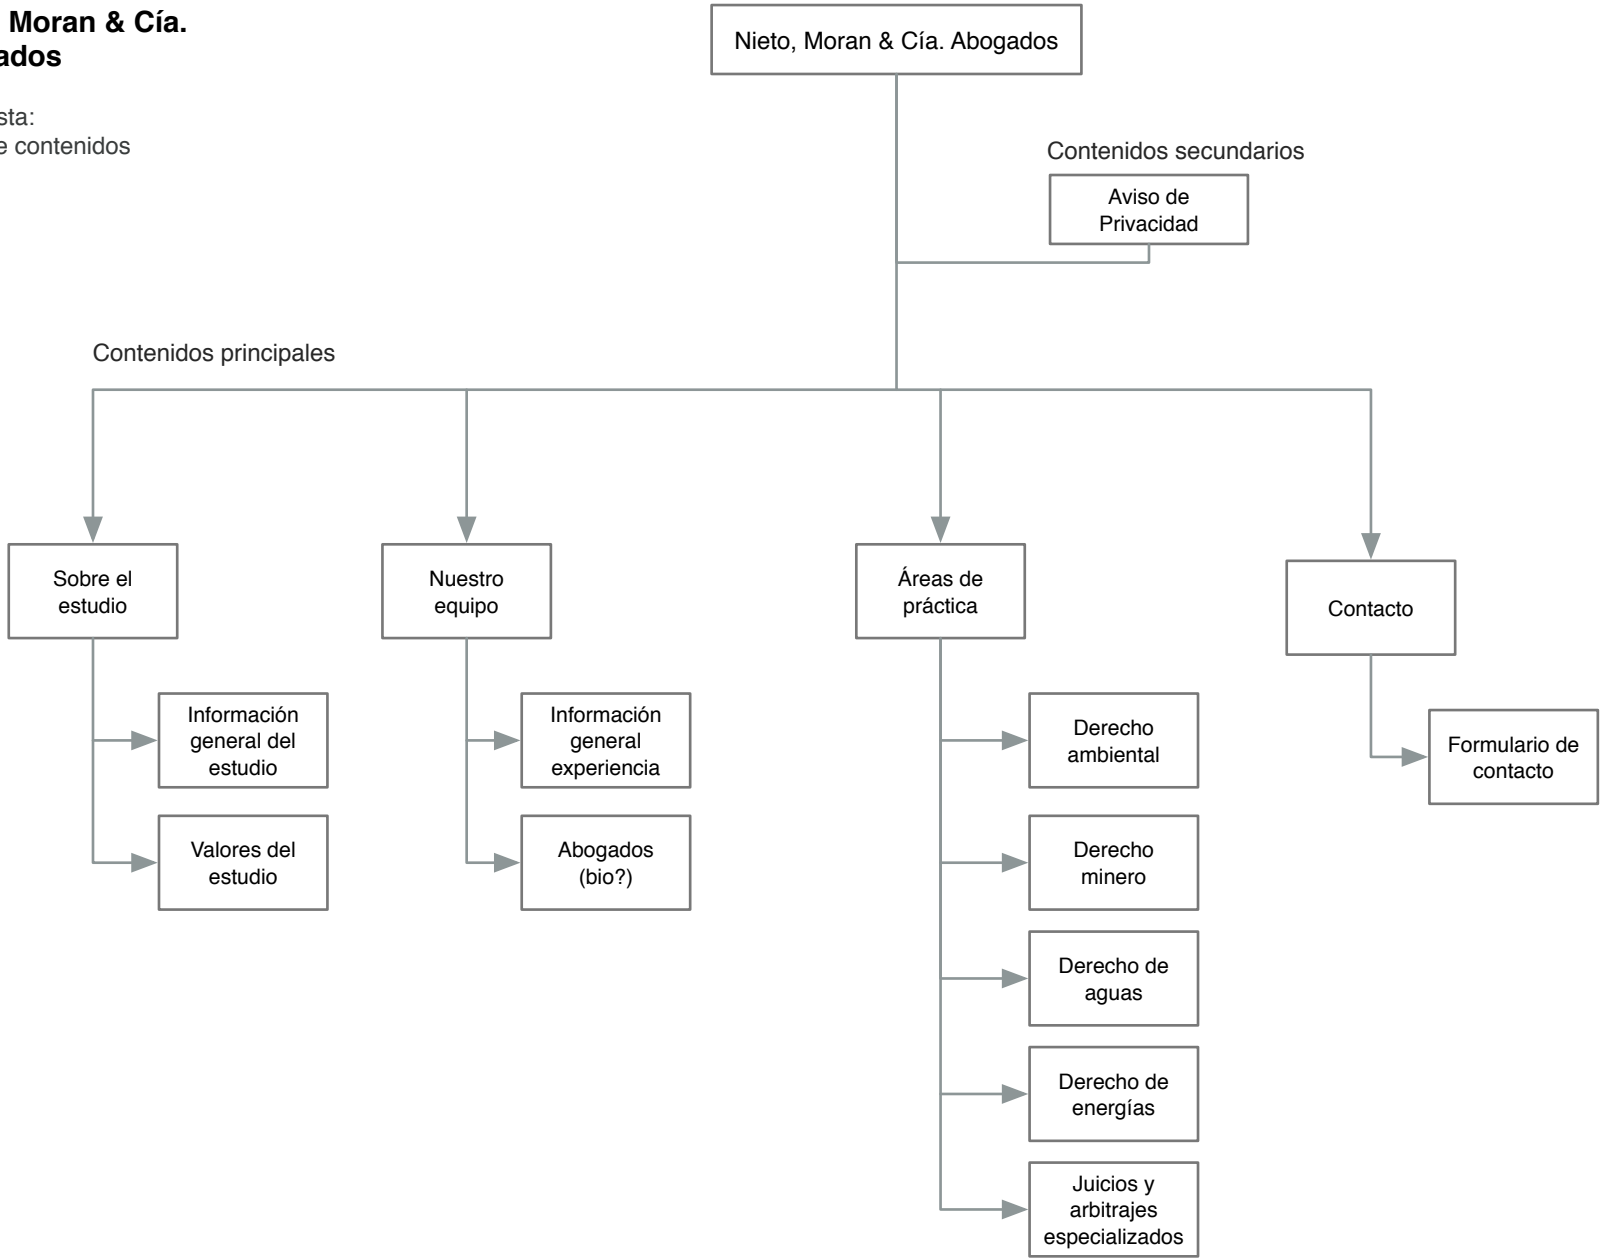 Moran & Cía.
ados
sta:
e contenidos
Nieto, Moran & Cía. Abogados
Contenidos secundarios
Aviso de
Privacidad
Contenidos principales
Sobre el
estudio
Información
general del
estudio
Valores del
estudio
Nuestro
equipo
Información
general
experiencia
Abogados
(bio?)
Áreas de
práctica
Derecho
ambiental
Derecho
minero
Derecho de
aguas
Derecho de
energías
Juicios y
arbitrajes
especializados
Contacto
Formulario de
contacto